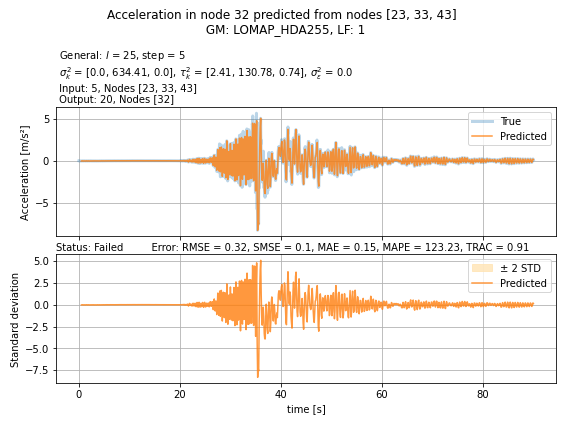 Acceleration in node 32 predicted from nodes [23, 33, 43]
GM: LOMAP_HDA255, LF: 1
General: l = 25, step = 5
σ²ₖ = [0.0, 634.41, 0.0], τ²ₖ = [2.41, 130.78, 0.74], σ²ε = 0.0
Input: 5, Nodes [23, 33, 43]
Output: 20, Nodes [32]
Acceleration [m/s²]
0
−5
True
Predicted
Status: Failed Error: RMSE = 0.32, SMSE = 0.1, MAE = 0.15, MAPE = 123.23, TRAC = 0.91
Standard deviation
5.0
2.5
0.0
−2.5
−5.0
−7.5
± 2 STD
Predicted
0 20 40 60 80
time [s]